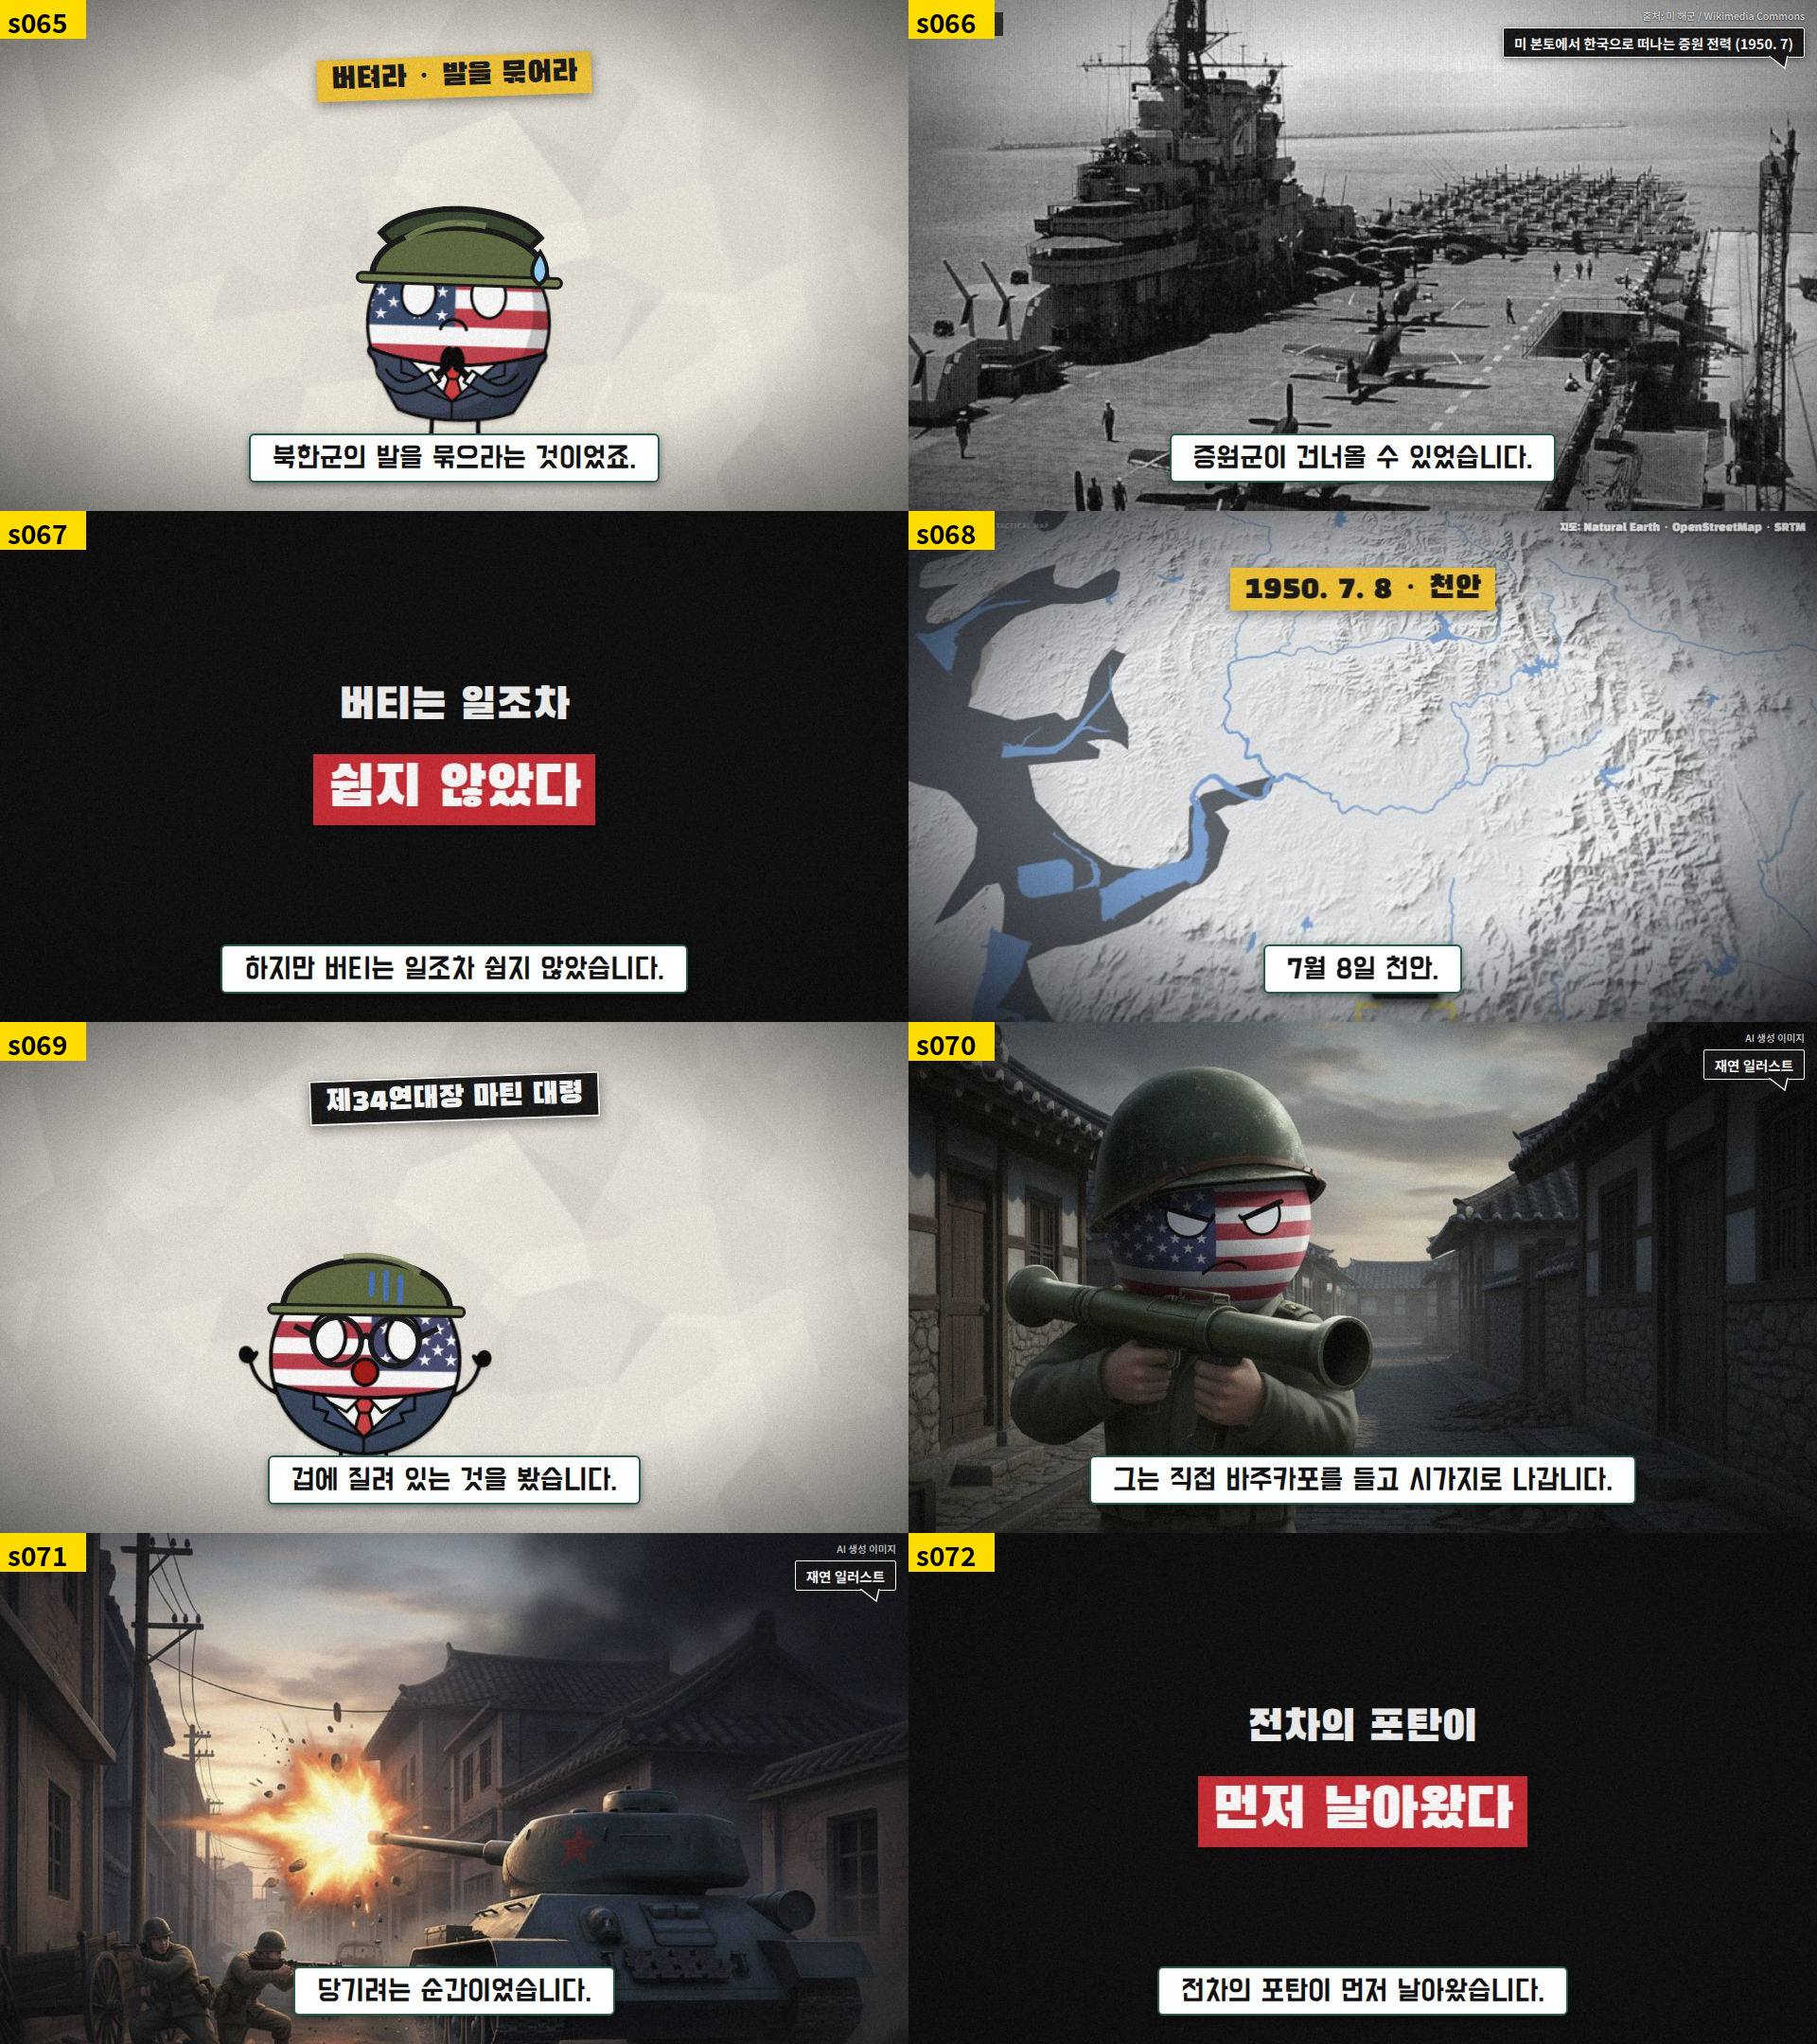 s065
버텨라 · 발을 묶어라
북한군의 발을 묶으라는 것이었죠.
s066
출처: 미 해군 / Wikimedia Commons
미 본토에서 한국으로 떠나는 증원 전력 (1950. 7)
증원군이 건너올 수 있었습니다.
s067
버티는 일조차
쉽지 않았다
하지만 버티는 일조차 쉽지 않았습니다.
s068
TACTICAL MAP
지도: Natural Earth · OpenStreetMap · SRTM
1950. 7. 8 · 천안
7월 8일 천안.
s069
제34연대장 마틴 대령
겁에 질려 있는 것을 봤습니다.
s070
AI 생성 이미지
재연 일러스트
그는 직접 바주카포를 들고 시가지로 나갑니다.
s071
AI 생성 이미지
재연 일러스트
당기려는 순간이었습니다.
s072
전차의 포탄이
먼저 날아왔다
전차의 포탄이 먼저 날아왔습니다.